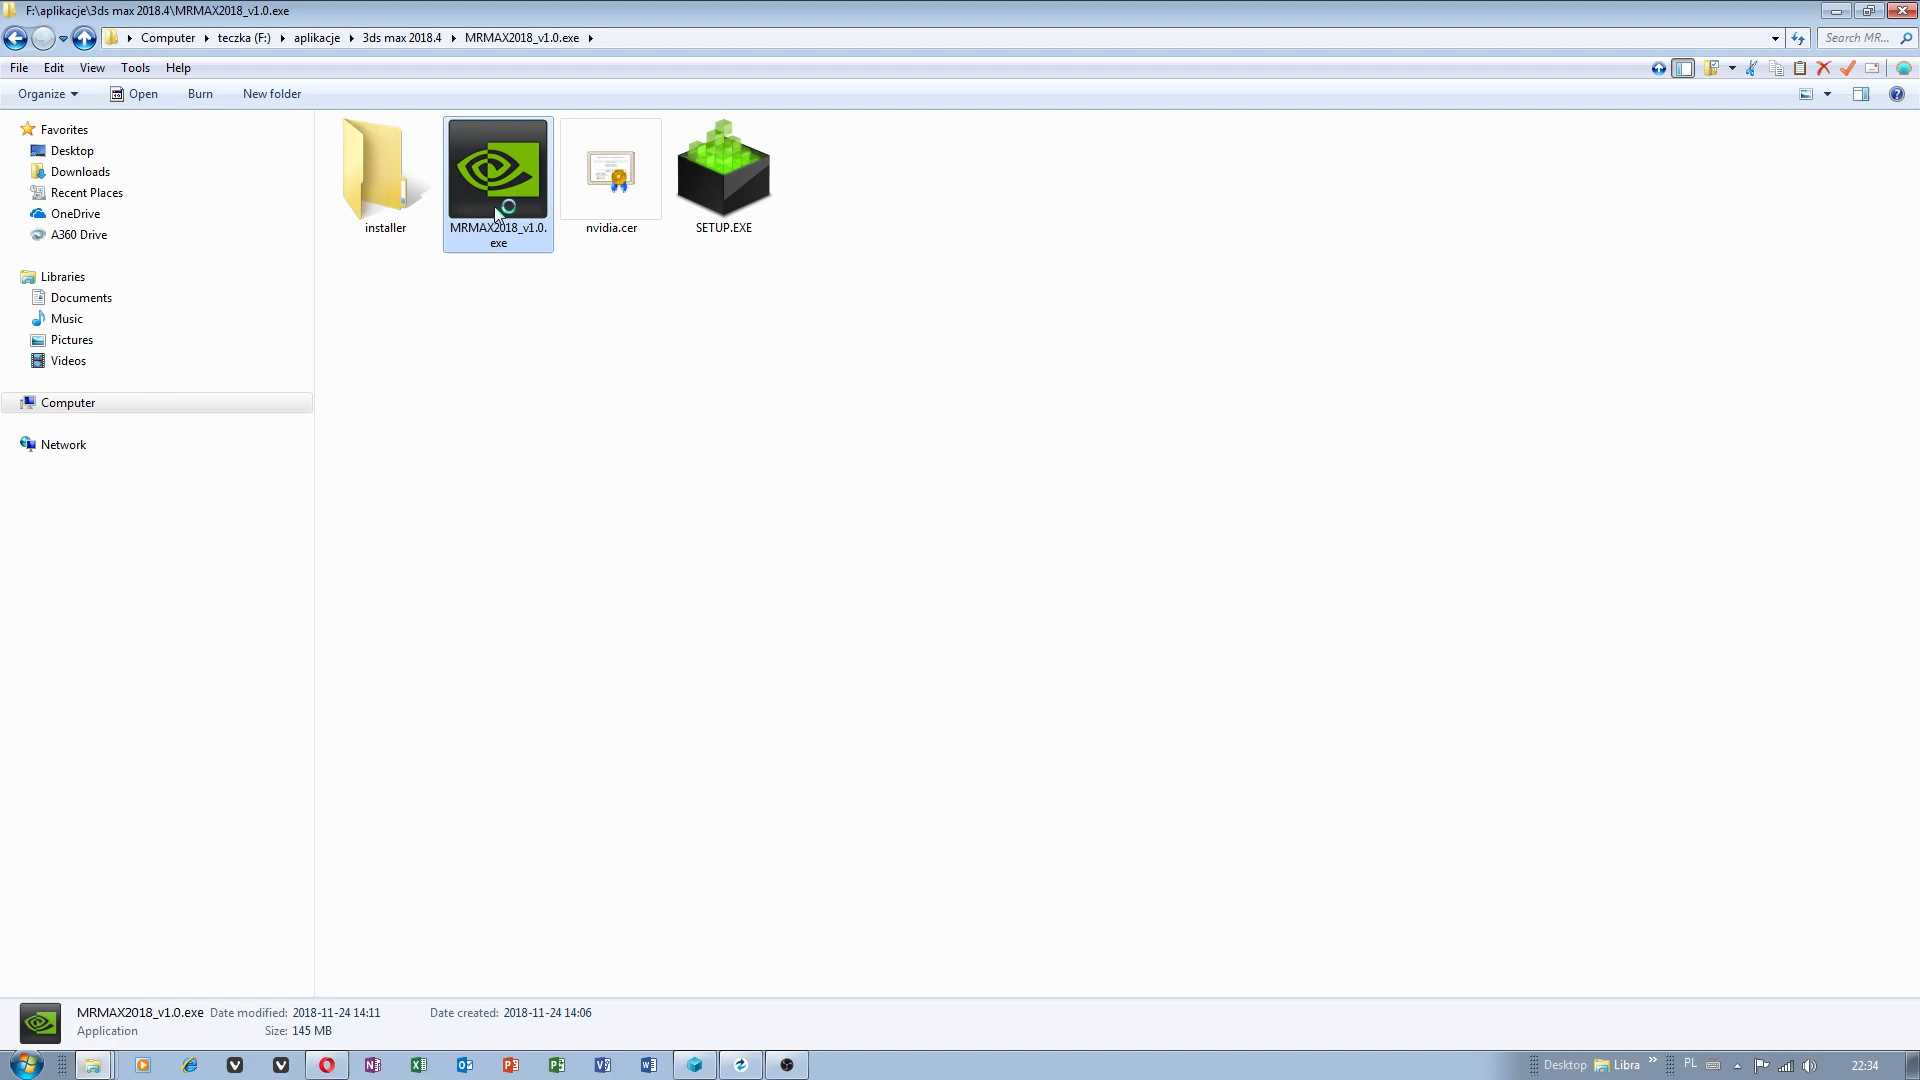 F:\aplikacje\3ds max 2018.4\MRMAX2018_v1.0.exe
Computer teczka (F:) aplikacje 3ds max 2018.4 MRMAX2018_v1.0.exe
Search MR...
File Edit View Tools Help
Organize Open Burn New folder
Favorites
Desktop
Downloads
Recent Places
OneDrive
A360 Drive
Libraries
Documents
Music
Pictures
Videos
Computer
Network
installer
MRMAX2018_v1.0.
exe
nvidia.cer
SETUP.EXE
MRMAX2018_v1.0.exe Date modified: 2018-11-24 14:11 Date created: 2018-11-24 14:06
Application Size: 145 MB
Desktop Libra PL 22:34